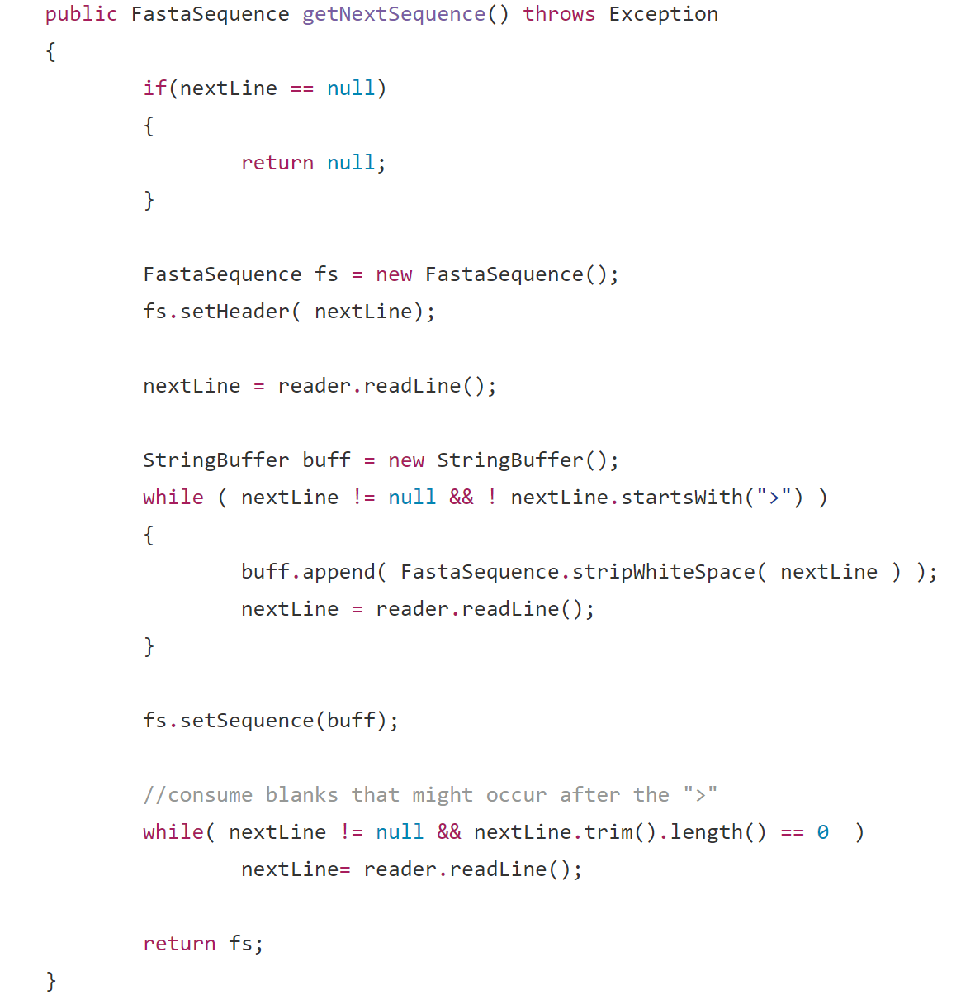 public FastaSequence getNextSequence() throws Exception
{
        if(nextLine == null)
        {
                return null;
        }

        FastaSequence fs = new FastaSequence();
        fs.setHeader( nextLine);

        nextLine = reader.readLine();

        StringBuffer buff = new StringBuffer();
        while ( nextLine != null && ! nextLine.startsWith(">") )
        {
                buff.append( FastaSequence.stripWhiteSpace( nextLine ) );
                nextLine = reader.readLine();
        }

        fs.setSequence(buff);

        //consume blanks that might occur after the ">"
        while( nextLine != null && nextLine.trim().length() == 0  )
                nextLine= reader.readLine();

        return fs;
}